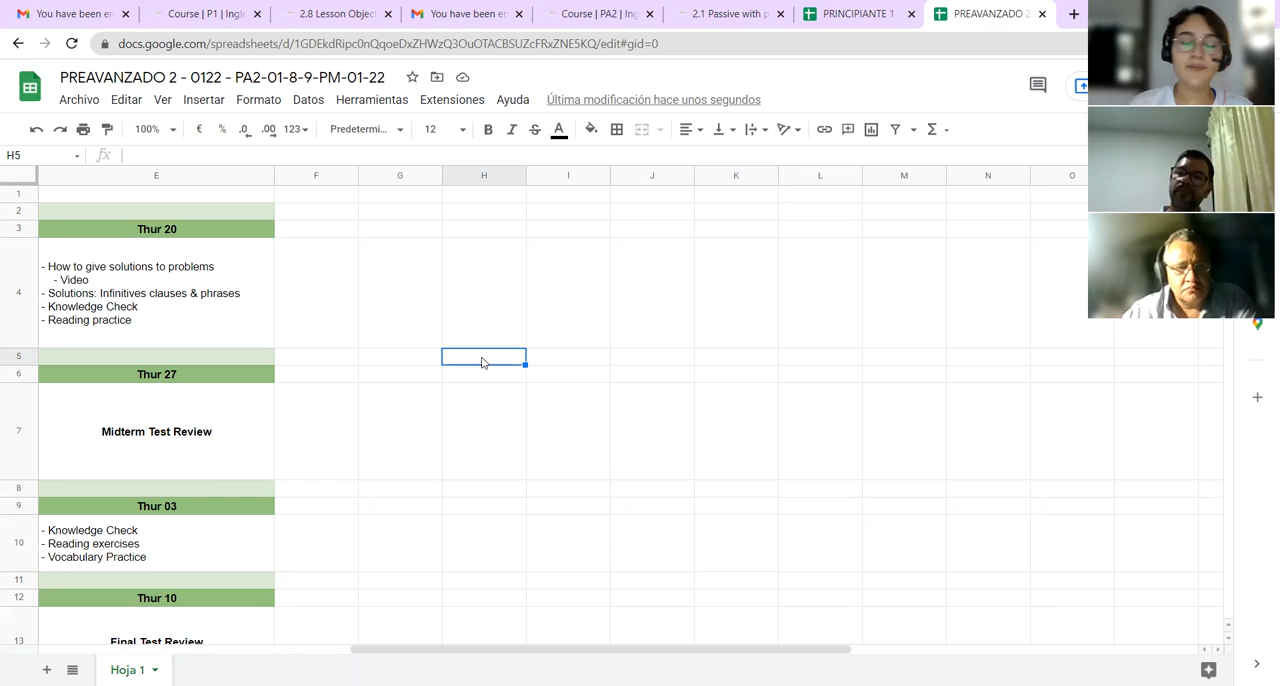 You have been en
Course | P1 | Ingle
2.8 Lesson Objec
You have been en
Course | PA2 | Ing
2.1 Passive with p
PRINCIPIANTE 1 -
PREAVANZADO 2
docs.google.com/spreadsheets/d/1GDEkdRipc0nQqoeDxZHWzQ3OuOTACBSUZcFRxZNE5KQ/edit#gid=0
PREAVANZADO 2 - 0122 - PA2-01-8-9-PM-01-22
Archivo Editar Ver Insertar Formato Datos Herramientas Extensiones Ayuda Última modificación hace unos segundos
100% € % .0 .00 123 Predetermi... 12 B I S A Σ
H5 fx
E F G H I J K L M N O
1
2
3 Thur 20
- How to give solutions to problems
- Video
4 - Solutions: Infinitives clauses & phrases
- Knowledge Check
- Reading practice
5
6 Thur 27
7 Midterm Test Review
8
9 Thur 03
- Knowledge Check
10 - Reading exercises
- Vocabulary Practice
11
12 Thur 10
13 Final Test Review
Hoja 1